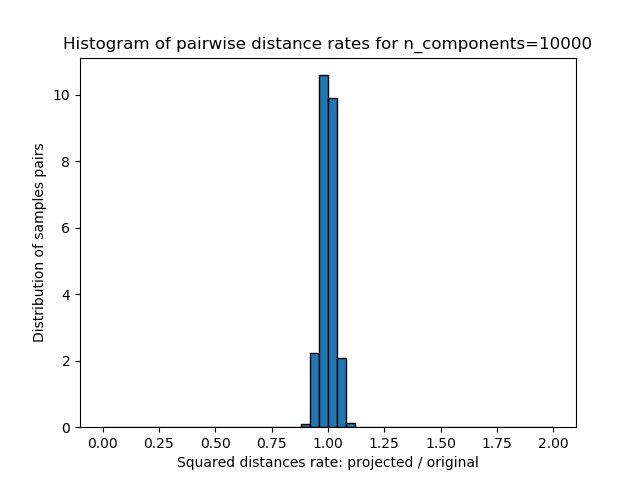 Histogram of pairwise distance rates for n_components=10000
Distribution of samples pairs
10
8
6
4
2
0
0.00 0.25 0.50 0.75 1.00 1.25 1.50 1.75 2.00
Squared distances rate: projected / original